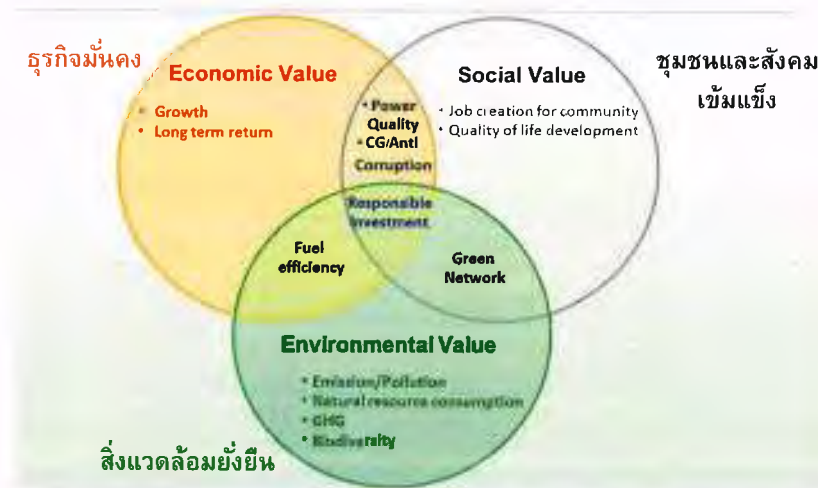 ธุรกิจมั่นคง
Economic Value
• Growth
• Long term return
• Power
Quality
• CG/Anti
Corruption
Social Value
• Job creation for community
• Quality of life development
ชุมชนและสังคม
เข้มแข็ง
Responsible
Investment
Fuel
efficiency
Green
Network
Environmental Value
• Emission/Pollution
• Natural resource consumption
• GHG
• Biodiversity
สิ่งแวดล้อมยั่งยืน